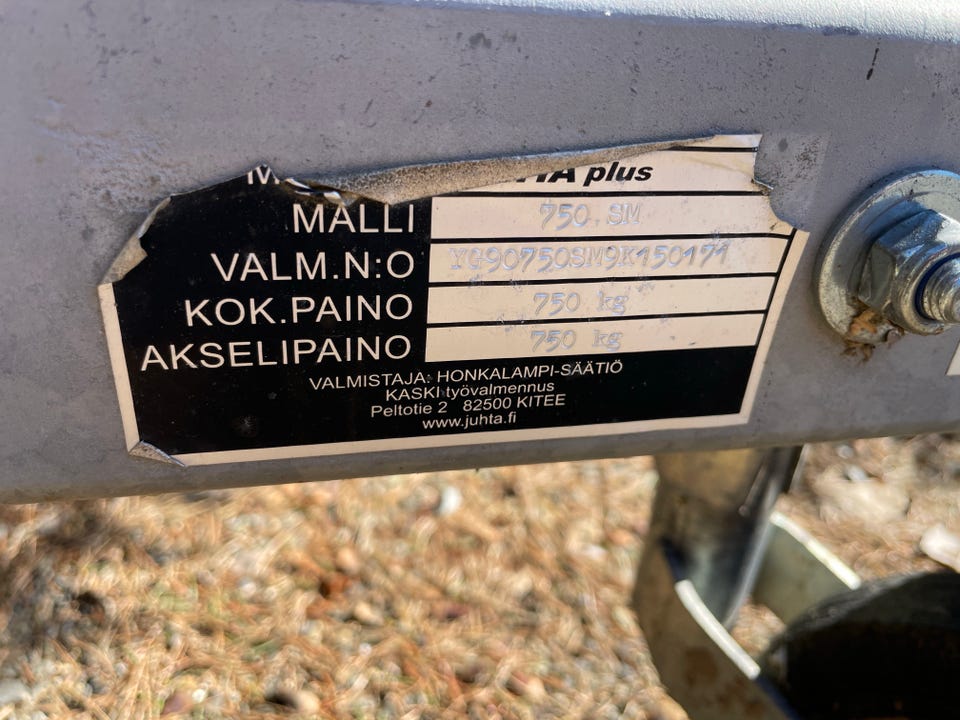 plus
MALLI 750 SM
VALM.N:O YG90750SM9K150171
KOK.PAINO 750 kg
AKSELIPAINO 750 kg
VALMISTAJA: HONKALAMPI-SÄÄTIÖ
KASKI työvalmennus
Peltotie 2 82500 KITEE
www.juhta.fi